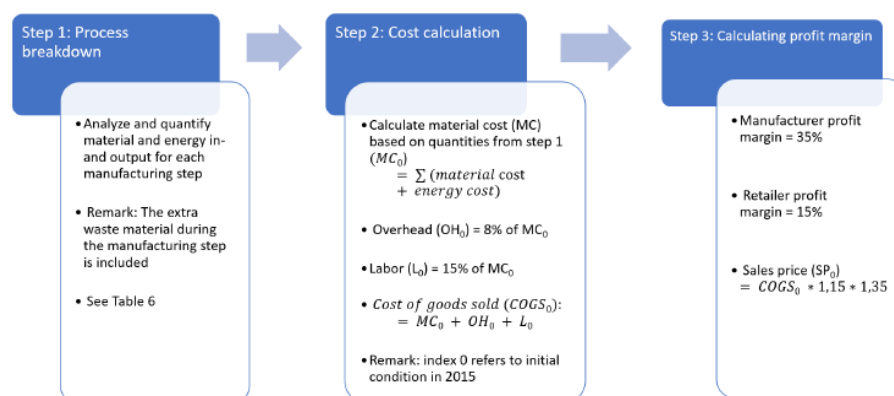 Step 1: Process
breakdown
• Analyze and quantify
material and energy in-
and output for each
manufacturing step
• Remark: The extra
waste material during
the manufacturing step
is included
• See Table 6
Step 2: Cost calculation
• Calculate material cost (MC)
based on quantities from step 1
(MC₀)
= ∑ (material cost
+ energy cost)
• Overhead (OH₀) = 8% of MC₀
• Labor (L₀) = 15% of MC₀
• Cost of goods sold (COGS₀):
= MC₀ + OH₀ + L₀
• Remark: index 0 refers to initial
condition in 2015
Step 3: Calculating profit margin
• Manufacturer profit
margin = 35%
• Retailer profit
margin = 15%
• Sales price (SP₀)
= COGS₀ * 1,15 * 1,35